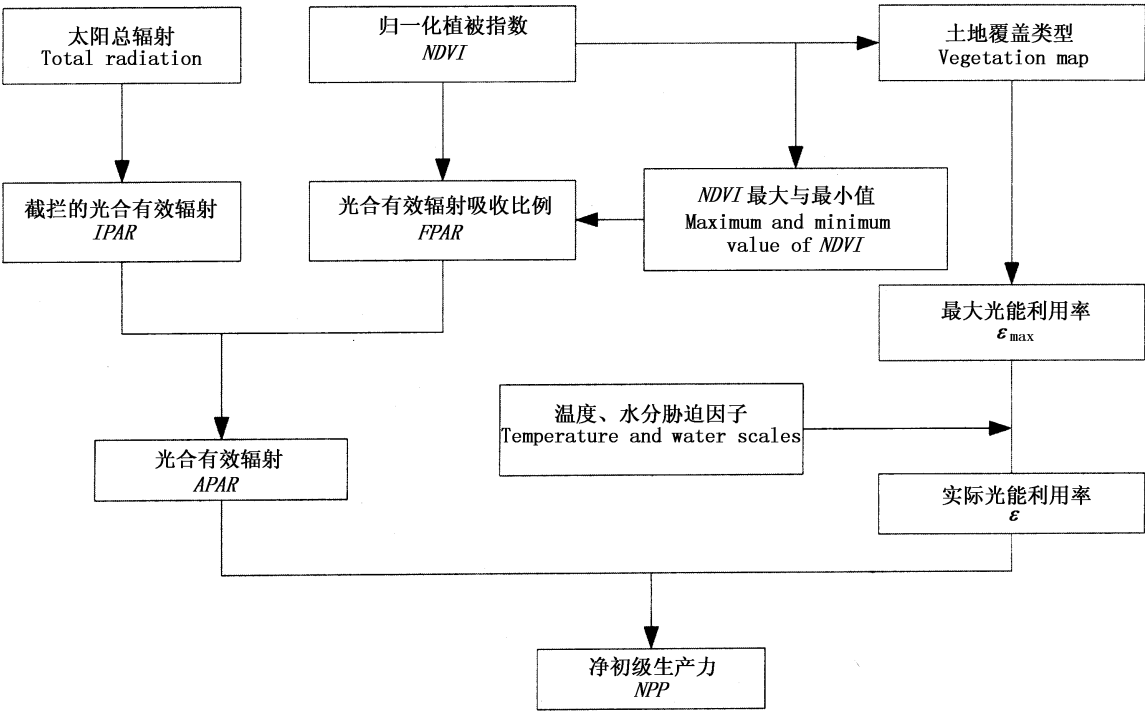 太阳总辐射
Total radiation
归一化植被指数
NDVI
土地覆盖类型
Vegetation map
截拦的光合有效辐射
IPAR
光合有效辐射吸收比例
FPAR
NDVI 最大与最小值
Maximum and minimum
value of NDVI
最大光能利用率
εmax
温度、水分胁迫因子
Temperature and water scales
光合有效辐射
APAR
实际光能利用率
ε
净初级生产力
NPP